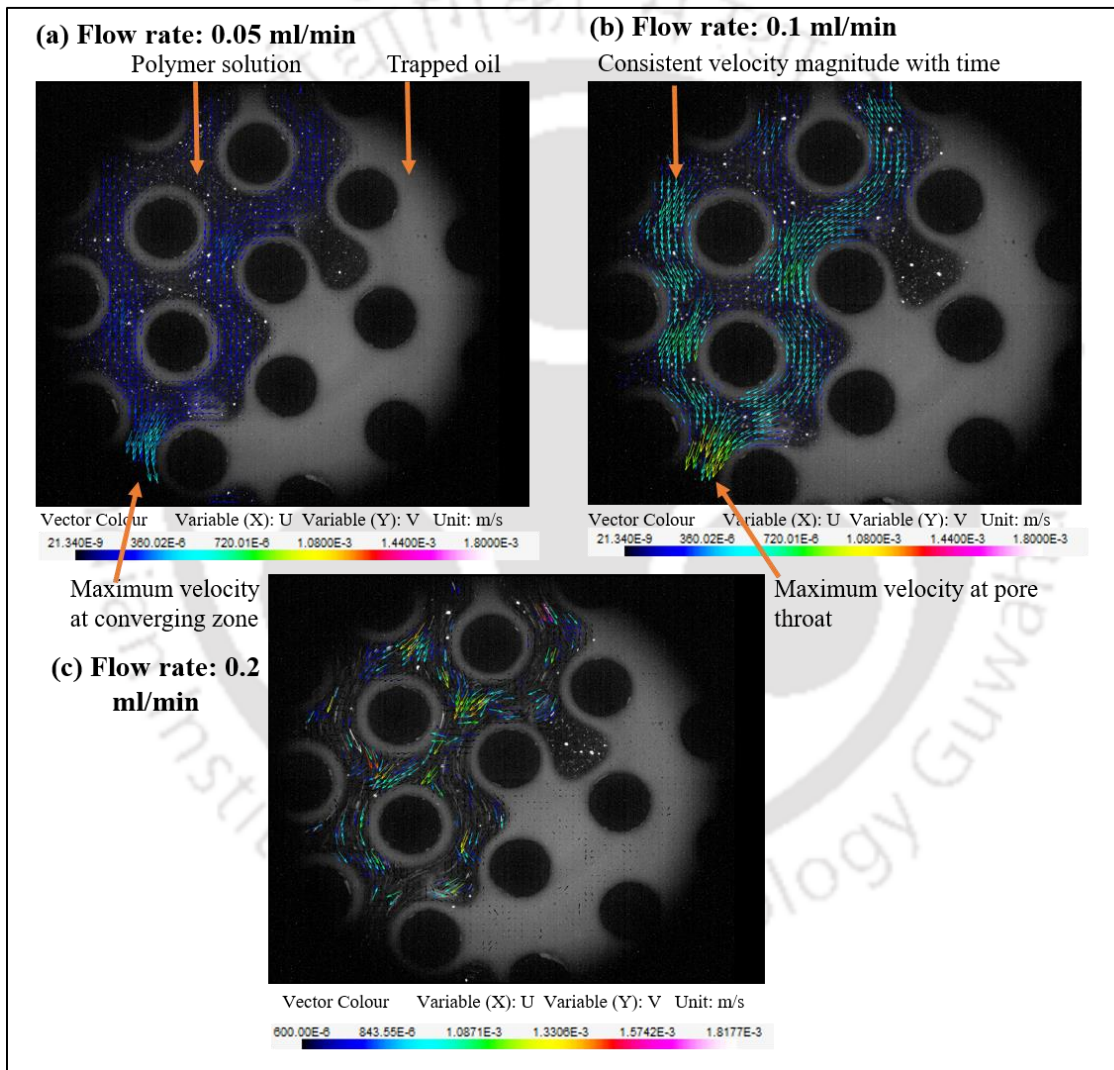 (a) Flow rate: 0.05 ml/min
Polymer solution
Trapped oil
(b) Flow rate: 0.1 ml/min
Consistent velocity magnitude with time
Vector Colour Variable (X): U Variable (Y): V Unit: m/s
21.340E-9 360.02E-6 720.01E-6 1.0800E-3 1.4400E-3 1.8000E-3
Maximum velocity
at converging zone
Vector Colour Variable (X): U Variable (Y): V Unit: m/s
21.340E-9 360.02E-6 720.01E-6 1.0800E-3 1.4400E-3 1.8000E-3
Maximum velocity at pore
throat
(c) Flow rate: 0.2
ml/min
Vector Colour Variable (X): U Variable (Y): V Unit: m/s
600.00E-6 843.55E-6 1.0871E-3 1.3306E-3 1.5742E-3 1.8177E-3
ology Guwaha